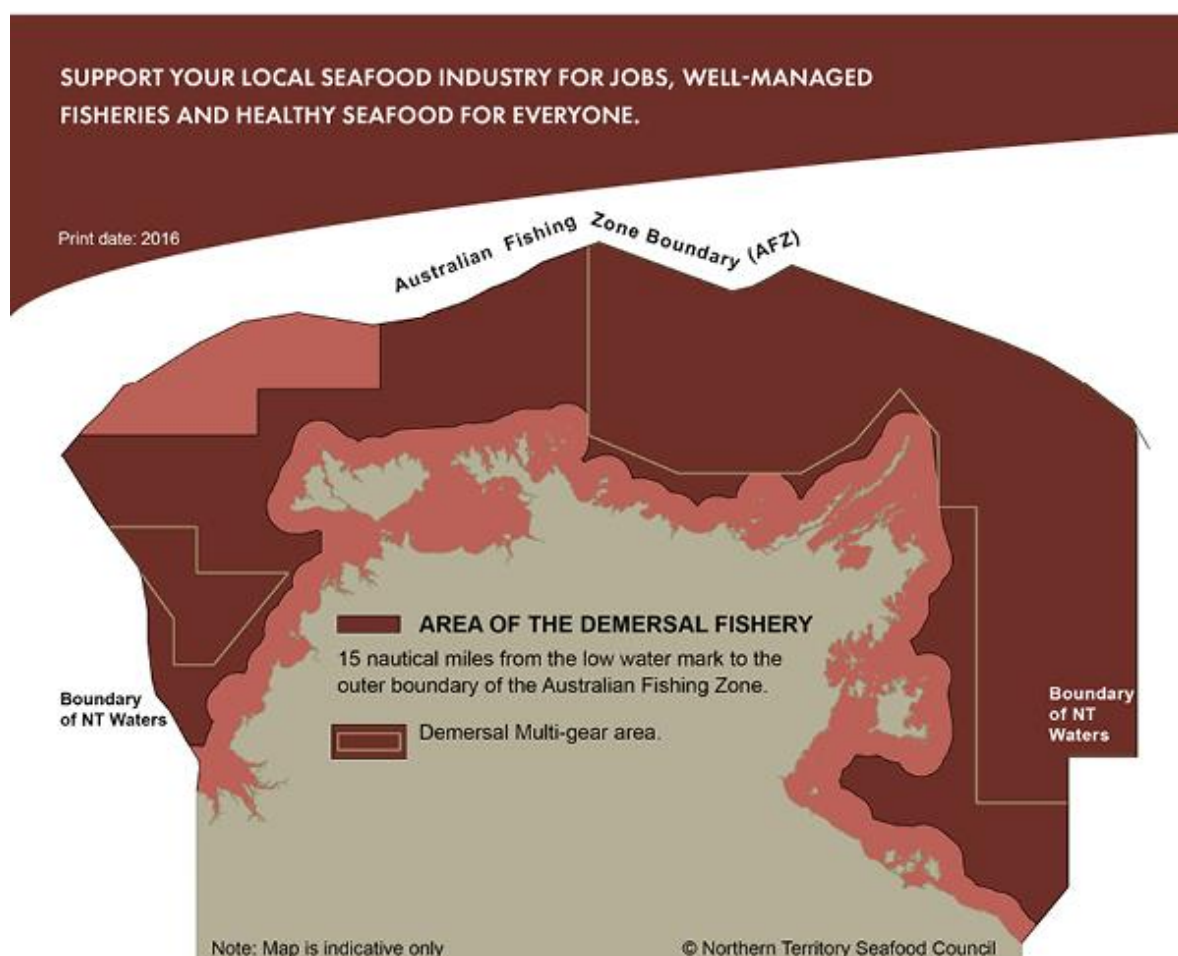 SUPPORT YOUR LOCAL SEAFOOD INDUSTRY FOR JOBS, WELL-MANAGED
FISHERIES AND HEALTHY SEAFOOD FOR EVERYONE.
Print date: 2016
Australian Fishing Zone Boundary (AFZ)
AREA OF THE DEMERSAL FISHERY
15 nautical miles from the low water mark to the
outer boundary of the Australian Fishing Zone.
Demersal Multi-gear area.
Boundary
of NT Waters
Boundary
of NT
Waters
Note: Map is indicative only
© Northern Territory Seafood Council